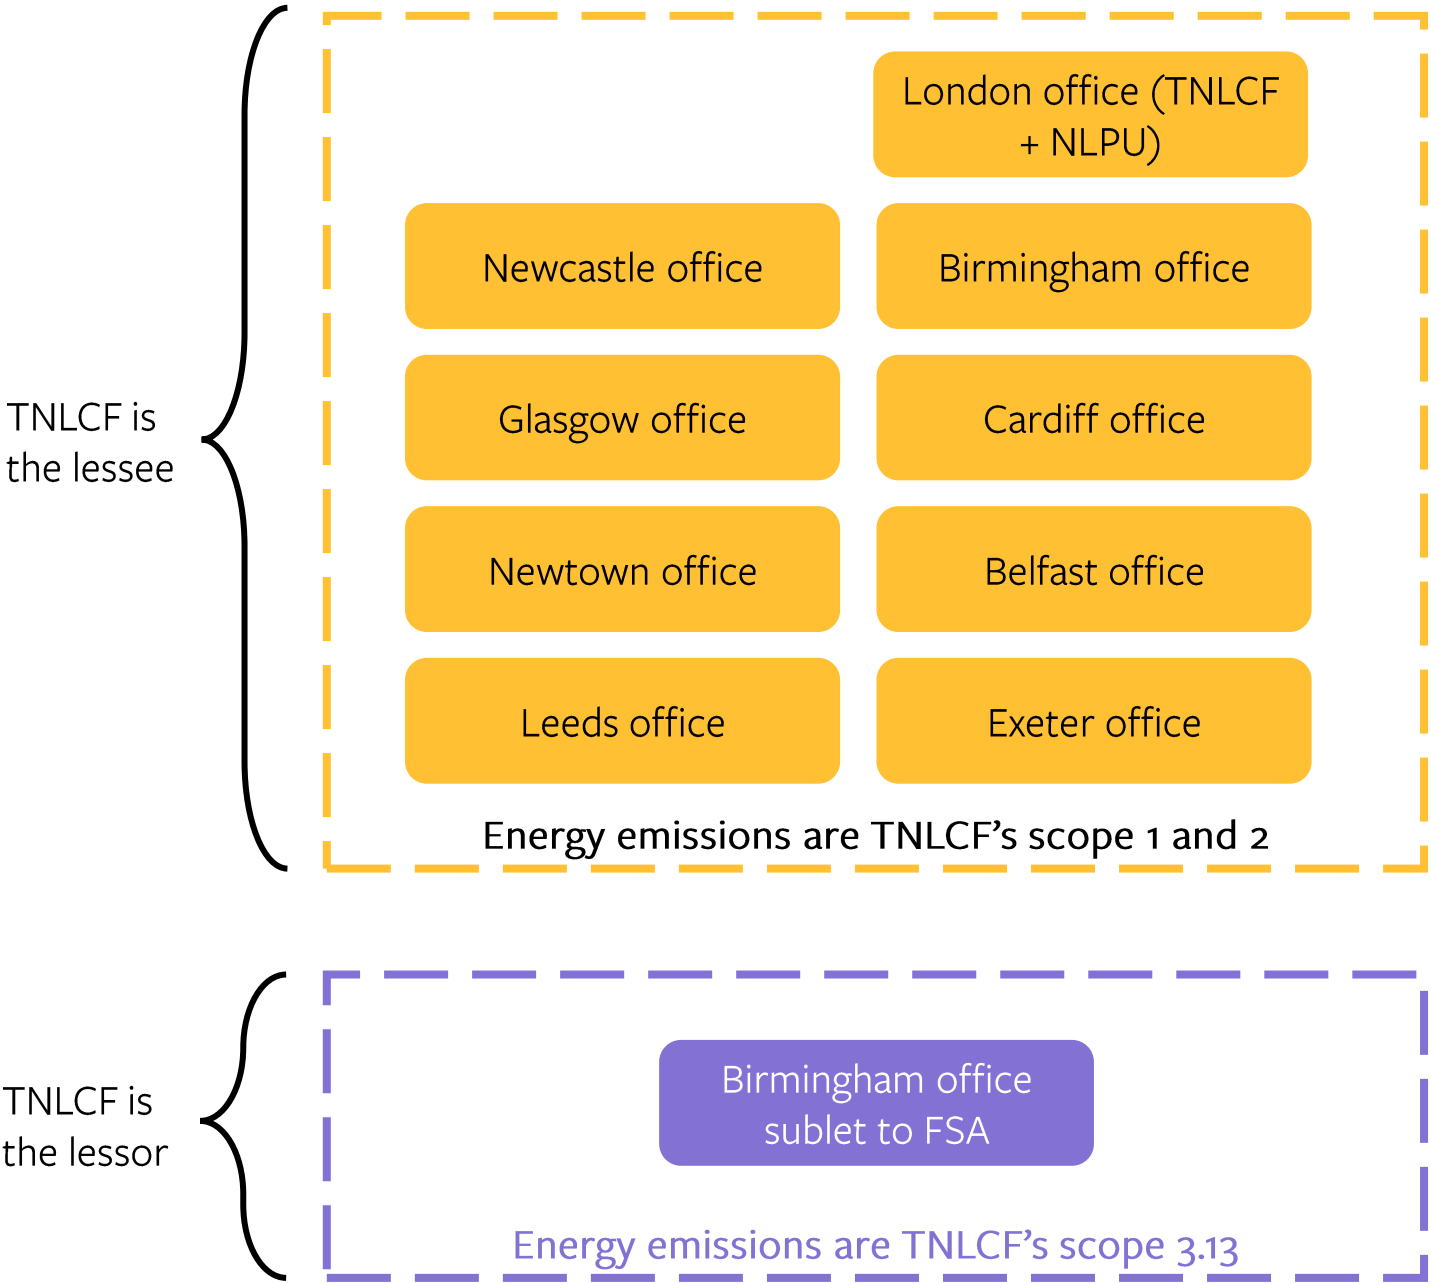 TNLCF is
the lessee
London office (TNLCF
+ NLPU)
Newcastle office
Birmingham office
Glasgow office
Cardiff office
Newtown office
Belfast office
Leeds office
Exeter office
Energy emissions are TNLCF’s scope 1 and 2
TNLCF is
the lessor
Birmingham office
sublet to FSA
Energy emissions are TNLCF’s scope 3.13